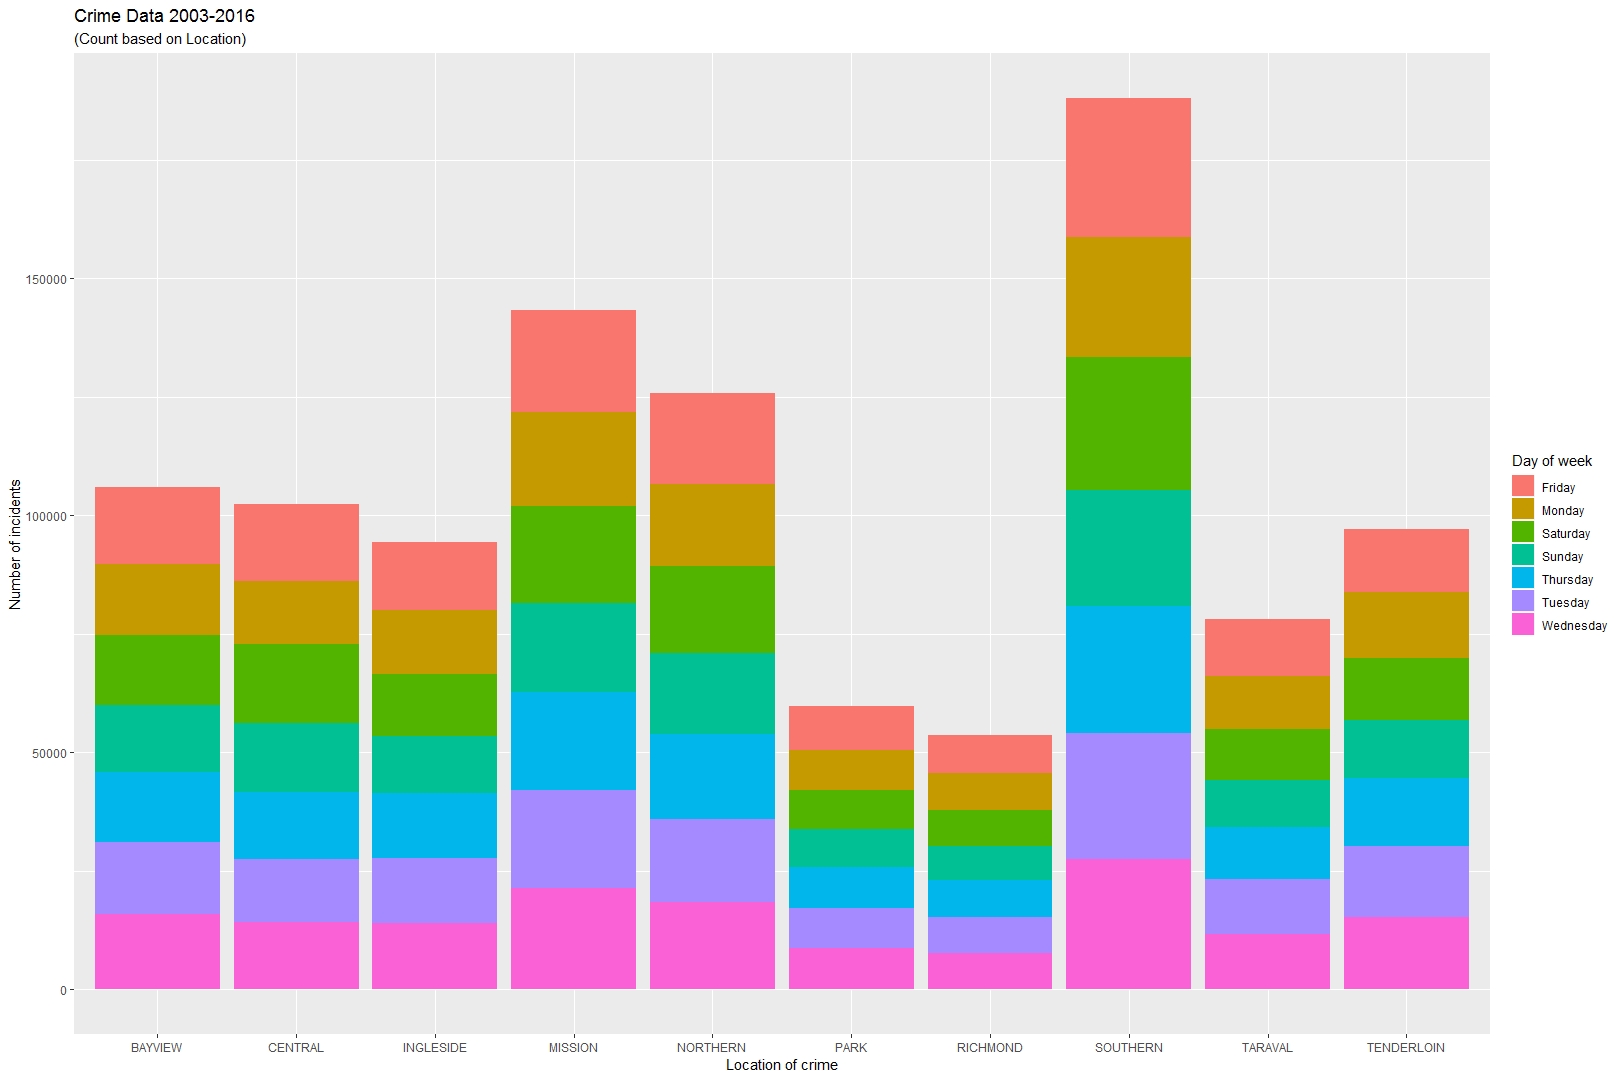 Crime Data 2003-2016
(Count based on Location)
Number of incidents
150000
100000
50000
0
BAYVIEW CENTRAL INGLESIDE MISSION NORTHERN PARK RICHMOND SOUTHERN TARAVAL TENDERLOIN
Location of crime
Day of week
Friday
Monday
Saturday
Sunday
Thursday
Tuesday
Wednesday